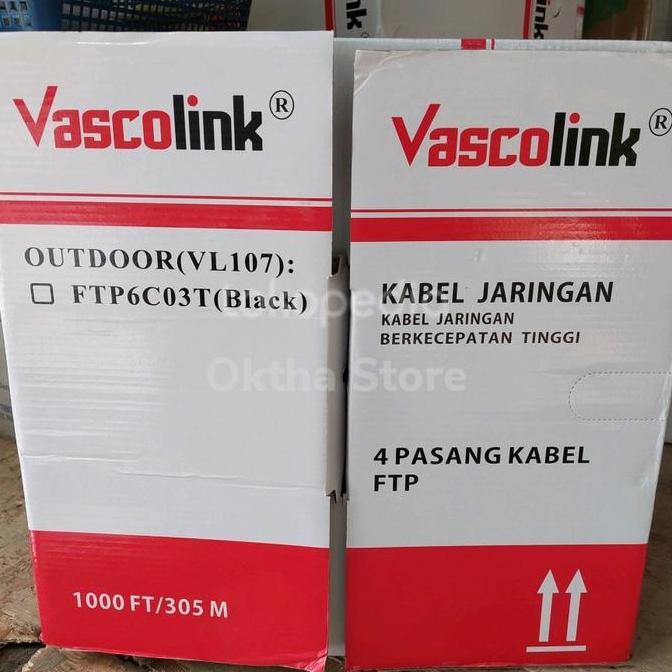 Vascolink®
OUTDOOR(VL107):
FTP6C03T(Black)
1000 FT/305 M
Vascolink®
KABEL JARINGAN
KABEL JARINGAN
BERKECEPATAN TINGGI
4 PASANG KABEL
FTP
tokopedia
Oktha Store